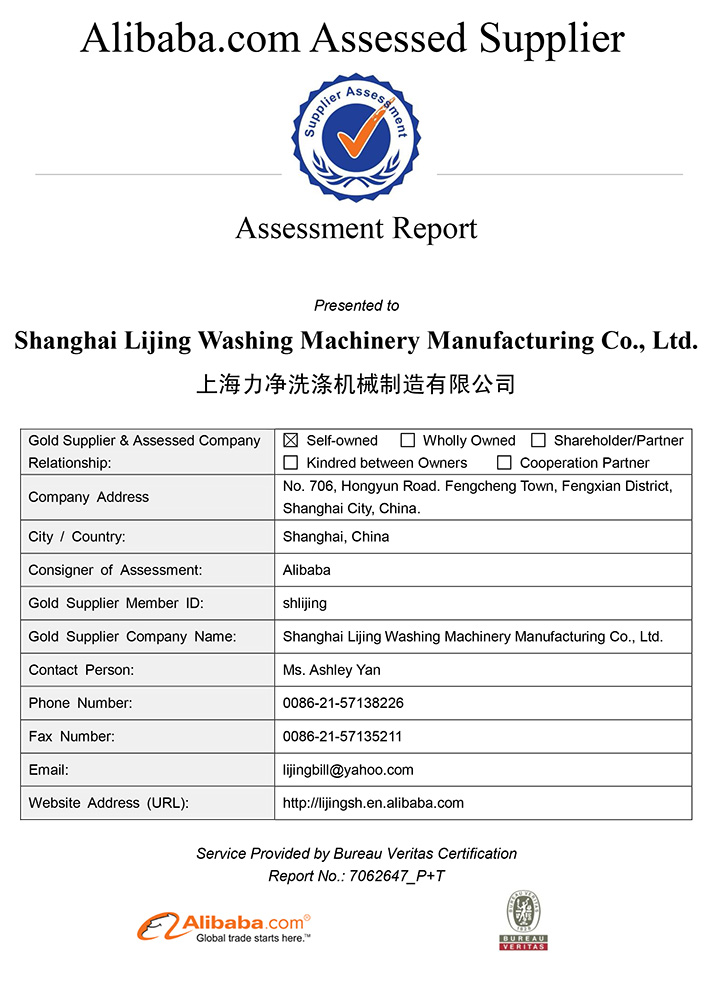 Alibaba.com Assessed Supplier
Supplier Assessment
Assessment Report
Presented to
Shanghai Lijing Washing Machinery Manufacturing Co., Ltd.
上海力净洗涤机械制造有限公司
Gold Supplier & Assessed Company Relationship:
☒ Self-owned ☐ Wholly Owned ☐ Shareholder/Partner
☐ Kindred between Owners ☐ Cooperation Partner
Company Address
No. 706, Hongyun Road. Fengcheng Town, Fengxian District,
Shanghai City, China.
City / Country:
Shanghai, China
Consigner of Assessment:
Alibaba
Gold Supplier Member ID:
shlijing
Gold Supplier Company Name:
Shanghai Lijing Washing Machinery Manufacturing Co., Ltd.
Contact Person:
Ms. Ashley Yan
Phone Number:
0086-21-57138226
Fax Number:
0086-21-57135211
Email:
lijingbill@yahoo.com
Website Address (URL):
http://lijingsh.en.alibaba.com
Service Provided by Bureau Veritas Certification
Report No.: 7062647_P+T
Alibaba.com®
Global trade starts here.™
BUREAU VERITAS
1828
BUREAU
VERITAS